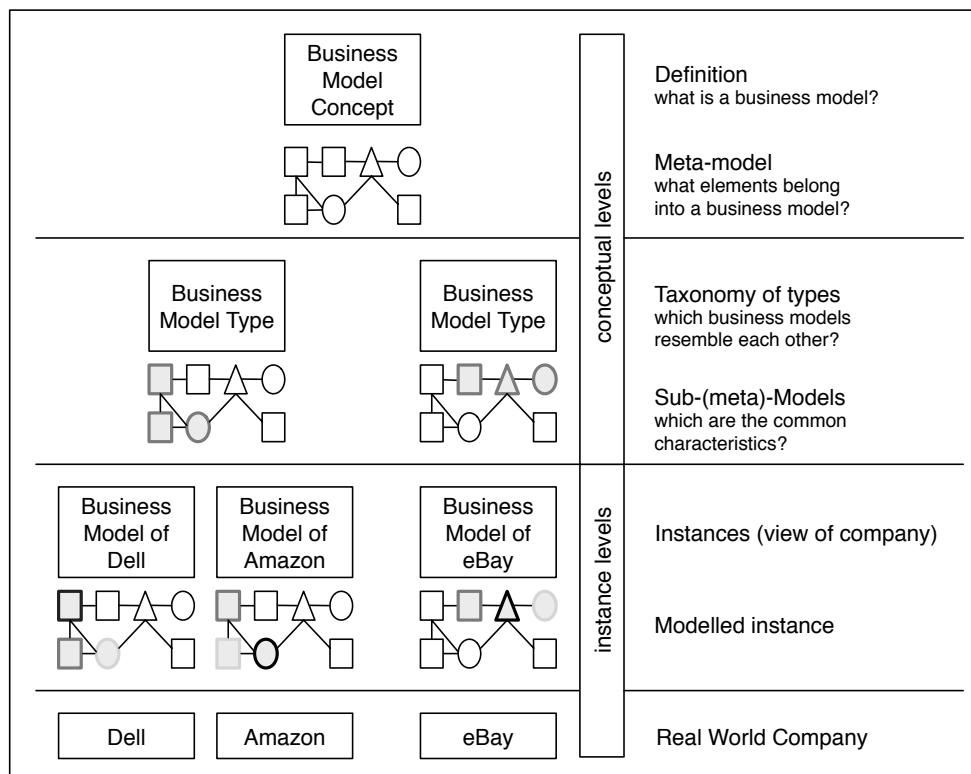 Business
Model
Concept
Definition
what is a business model?
Meta-model
what elements belong
into a business model?
conceptual levels
Business
Model Type
Business
Model Type
Taxonomy of types
which business models
resemble each other?
Sub-(meta)-Models
which are the common
characteristics?
Business
Model of
Dell
Business
Model of
Amazon
Business
Model of
eBay
instance levels
Instances (view of company)
Modelled instance
Dell
Amazon
eBay
Real World Company